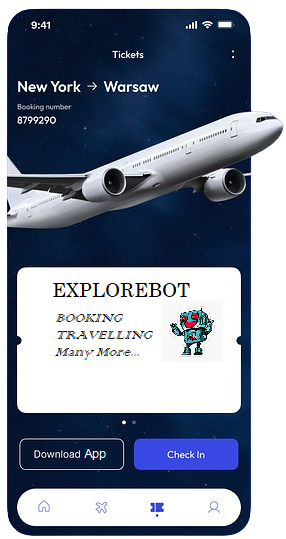 9:41
Tickets
New York → Warsaw
Booking number
8799290
EXPLOREBOT
BOOKING
TRAVELLING
Many More...
Download App
Check In